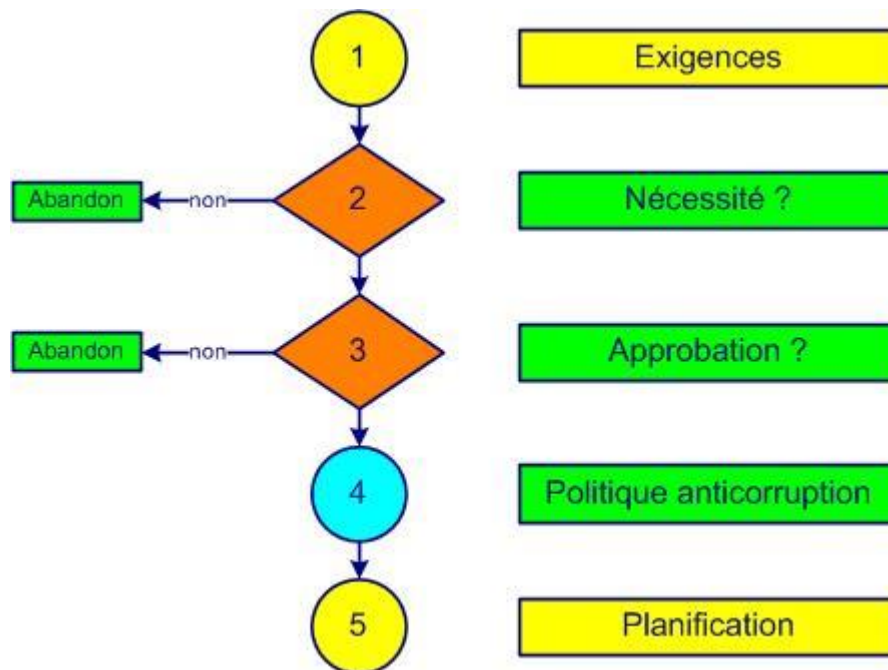 1
Exigences
Abandon
non
2
Nécessité ?
Abandon
non
3
Approbation ?
4
Politique anticorruption
5
Planification